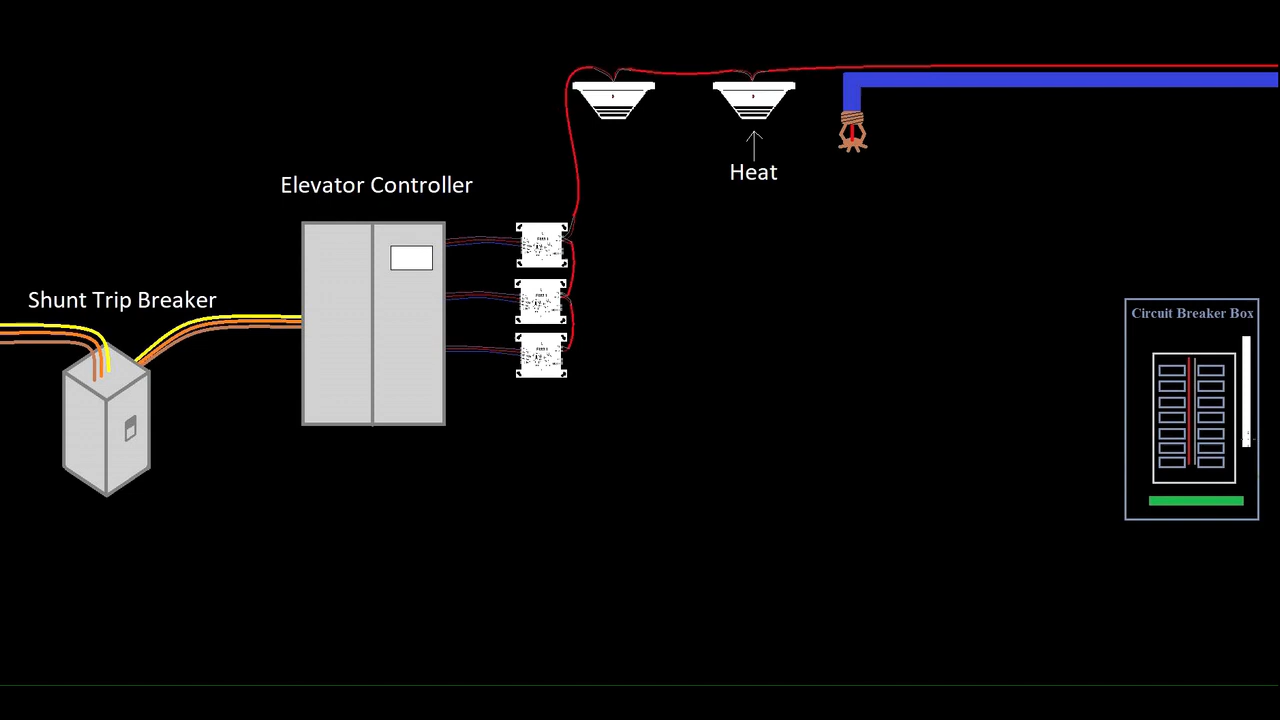 Elevator Controller
Heat
Shunt Trip Breaker
Circuit Breaker Box